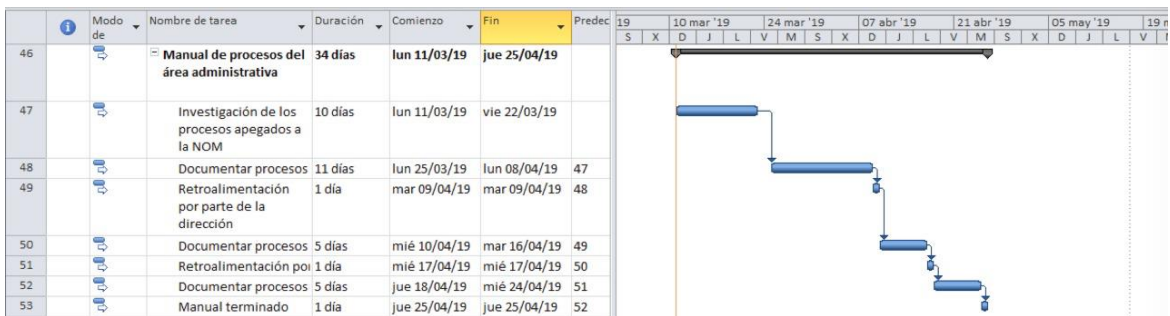 Modo de Nombre de tarea Duración Comienzo Fin Predec 19 10 mar '19 24 mar '19 07 abr '19 21 abr '19 05 may '19 19
S X D J L V M S X D J L V M S X D J L V
46 Manual de procesos del área administrativa 34 días lun 11/03/19 jue 25/04/19
47 Investigación de los procesos apegados a la NOM 10 días lun 11/03/19 vie 22/03/19
48 Documentar procesos 11 días lun 25/03/19 lun 08/04/19 47
49 Retroalimentación por parte de la dirección 1 día mar 09/04/19 mar 09/04/19 48
50 Documentar procesos 5 días mié 10/04/19 mar 16/04/19 49
51 Retroalimentación por 1 día mié 17/04/19 mié 17/04/19 50
52 Documentar procesos 5 días jue 18/04/19 mié 24/04/19 51
53 Manual terminado 1 día jue 25/04/19 jue 25/04/19 52